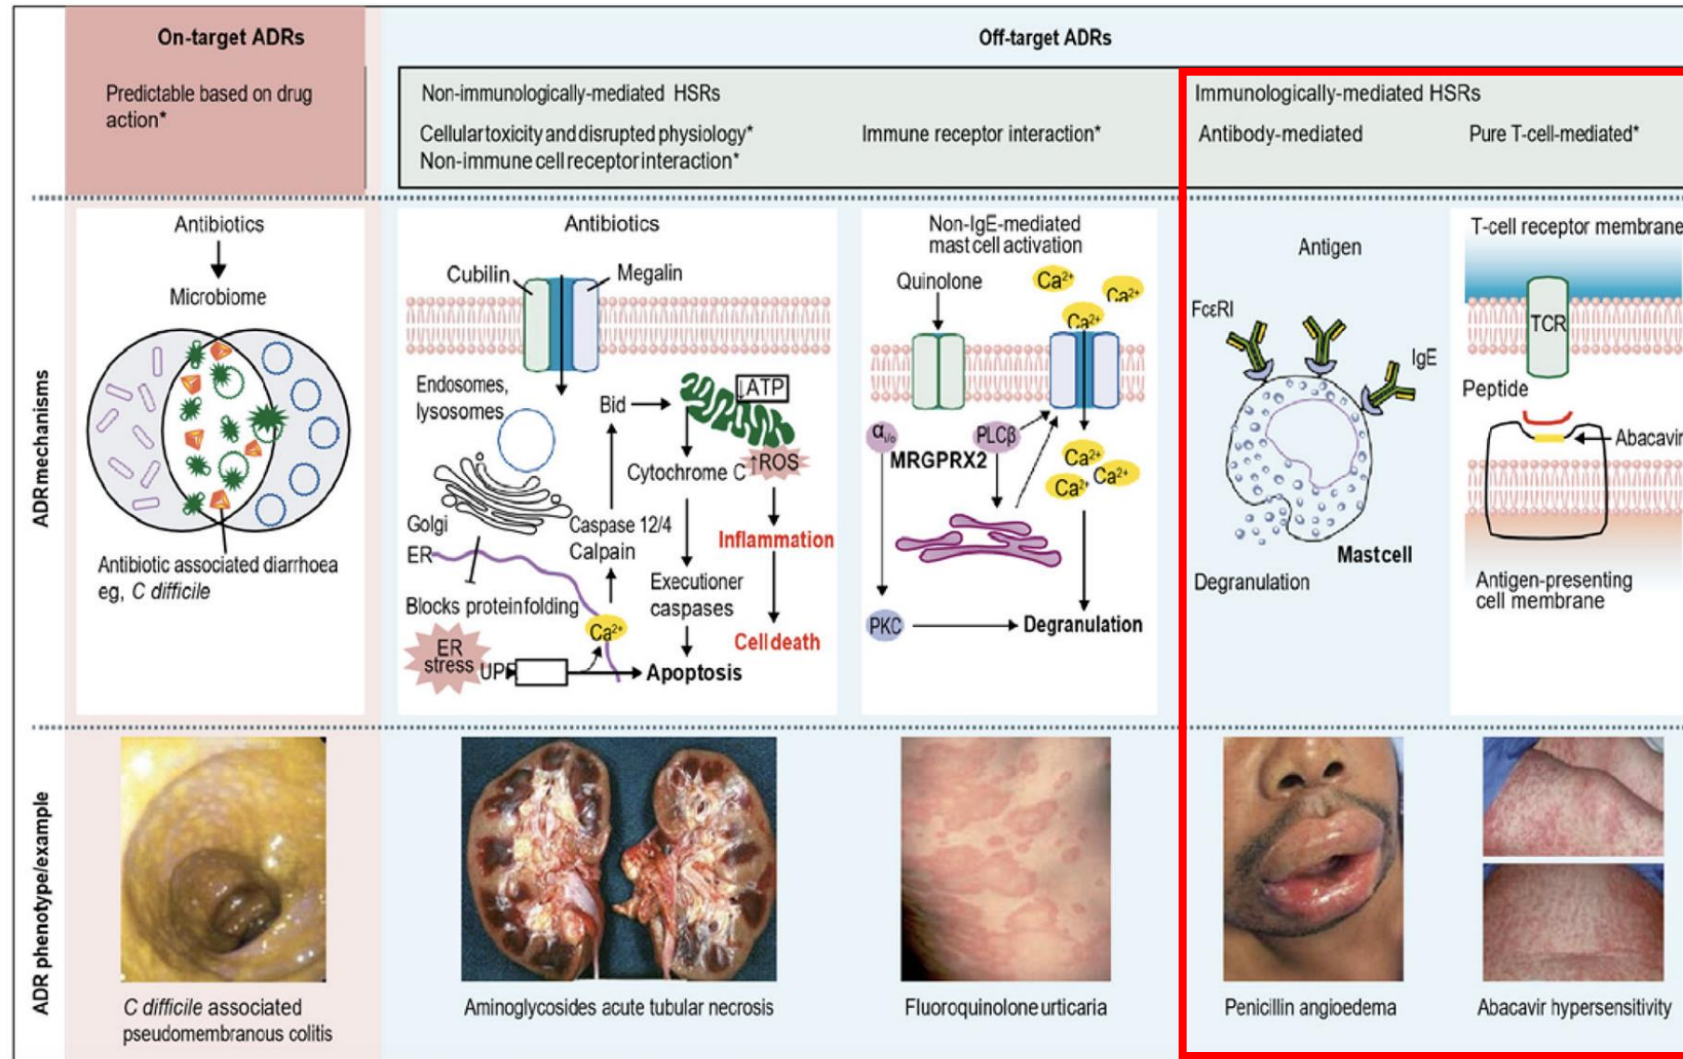 On-target ADRs
Off-target ADRs
Predictable based on drug
action*
Non-immunologically-mediated HSRs
Cellular toxicity and disrupted physiology*
Non-immune cell receptor interaction*
Immune receptor interaction*
Immunologically-mediated HSRs
Antibody-mediated
Pure T-cell-mediated*
ADR mechanisms
Antibiotics
Microbiome
Antibiotic associated diarrhoea
eg, C difficile
Antibiotics
Cubilin
Megalin
Endosomes,
lysosomes
Bid
↓ATP
Cytochrome C
↑ROS
Golgi
ER
Caspase 12/4
Calpain
Inflammation
Executioner
caspases
Blocks protein folding
Ca2+
Cell death
ER
stress
UPR
Apoptosis
Non-IgE-mediated
mast cell activation
Quinolone
Ca2+
Ca2+
Ca2+
αi/o
PLCβ
MRGPRX2
Ca2+
Ca2+
Ca2+
PKC
Degranulation
Antigen
FcεRI
IgE
Mast cell
Degranulation
T-cell receptor membrane
TCR
Peptide
Abacavir
Antigen-presenting
cell membrane
ADR phenotype/example
C difficile associated
pseudomembranous colitis
Aminoglycosides acute tubular necrosis
Fluoroquinolone urticaria
Penicillin angioedema
Abacavir hypersensitivity